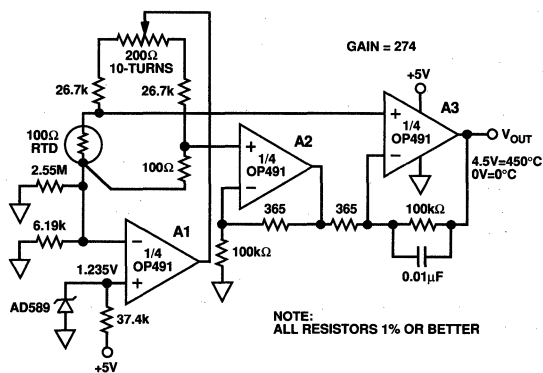 GAIN = 274
200Ω
10-TURNS
26.7k
26.7k
+5V
A3
+
1/4
OP491
−
VOUT
4.5V=450°C
0V=0°C
100Ω
RTD
2.55M
100Ω
A2
+
1/4
OP491
−
365
365
100kΩ
0.01μF
100kΩ
6.19k
A1
−
1/4
OP491
+
1.235V
AD589
37.4k
+5V
NOTE:
ALL RESISTORS 1% OR BETTER